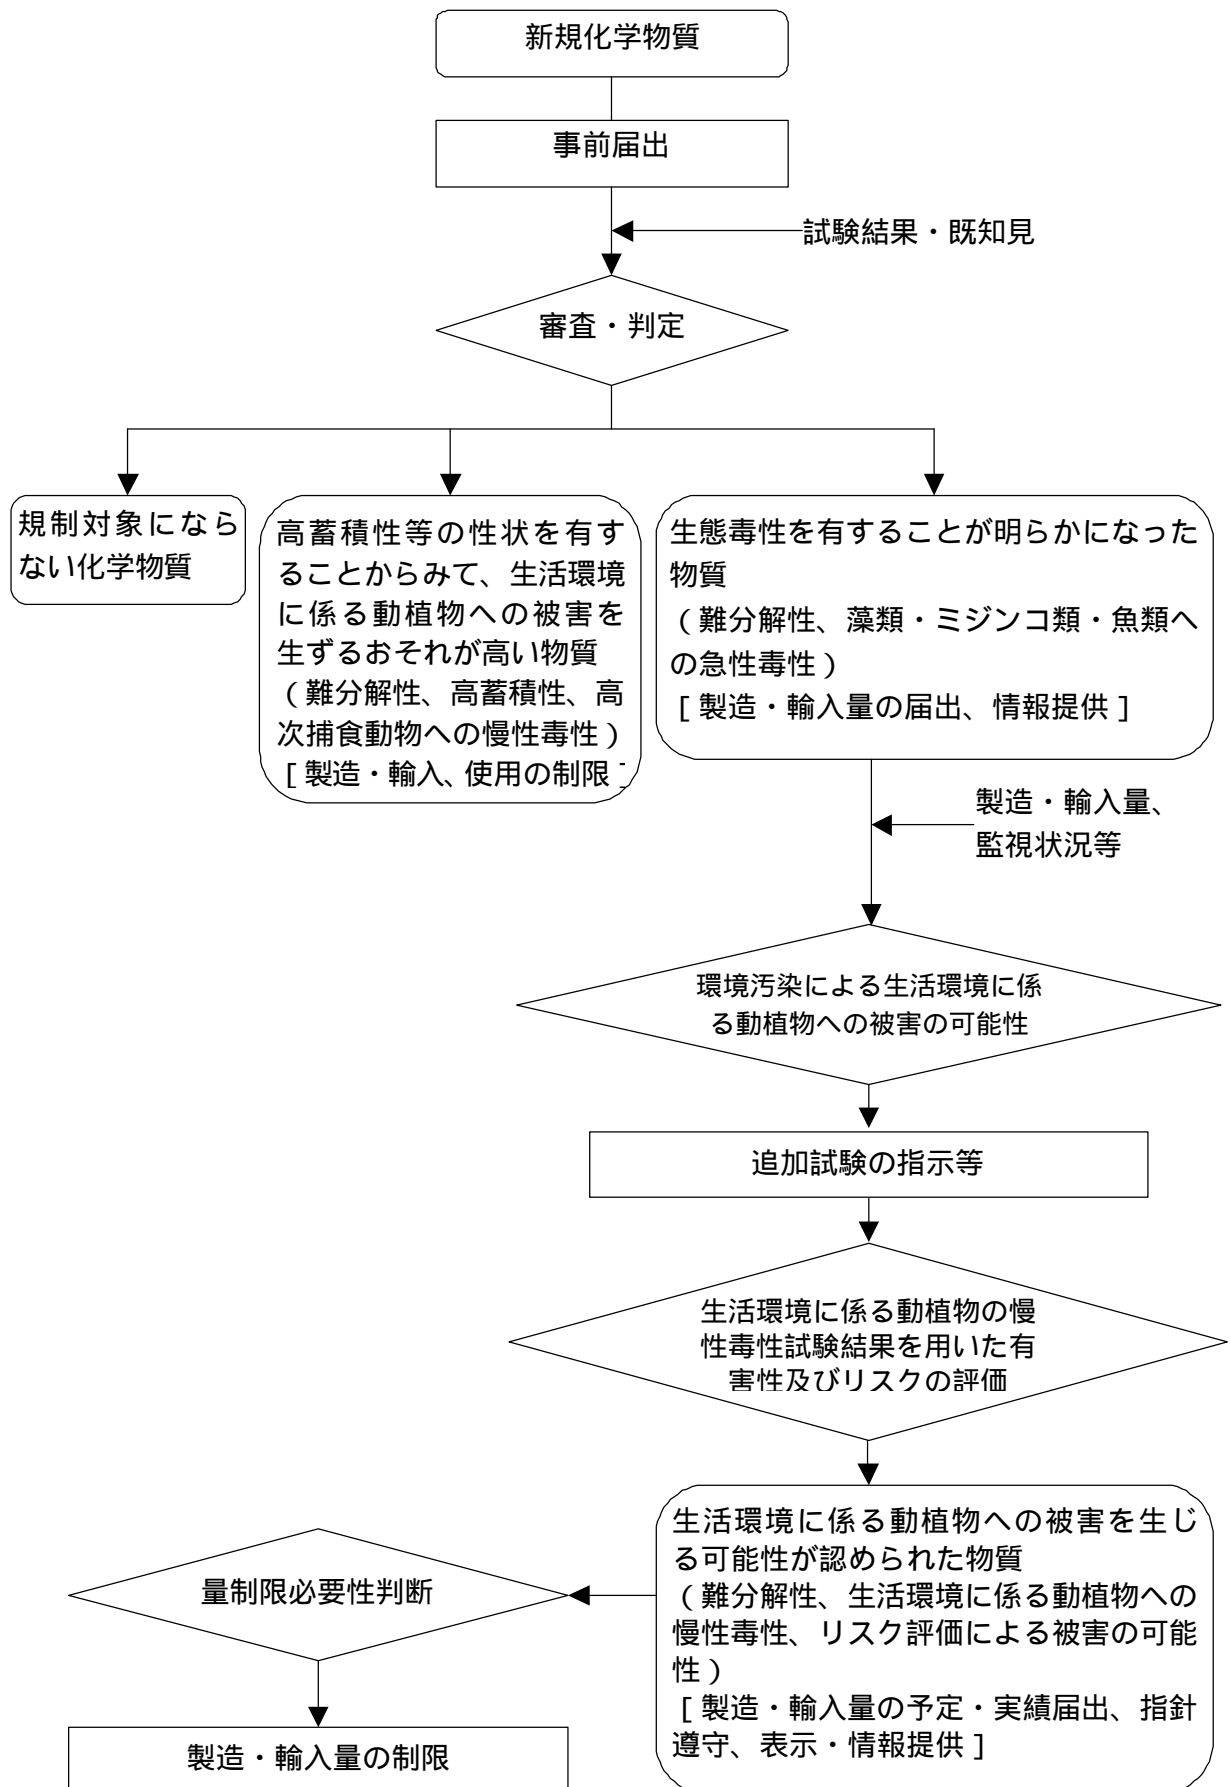 新規化学物質
事前届出
試験結果・既知見
審査・判定
規制対象になら
ない化学物質
高蓄積性等の性状を有す
ることからみて、生活環境
に係る動植物への被害を
生ずるおそれが高い物質
（難分解性、高蓄積性、高
次捕食動物への慢性毒性）
［製造・輸入、使用の制限］
生態毒性を有することが明らかになった
物質
（難分解性、藻類・ミジンコ類・魚類へ
の急性毒性）
［製造・輸入量の届出、情報提供］
製造・輸入量、
監視状況等
環境汚染による生活環境に係
る動植物への被害の可能性
追加試験の指示等
生活環境に係る動植物の慢
性毒性試験結果を用いた有
害性及びリスクの評価
生活環境に係る動植物への被害を生じ
る可能性が認められた物質
（難分解性、生活環境に係る動植物への
慢性毒性、リスク評価による被害の可能
性）
［製造・輸入量の予定・実績届出、指針
遵守、表示・情報提供］
量制限必要性判断
製造・輸入量の制限